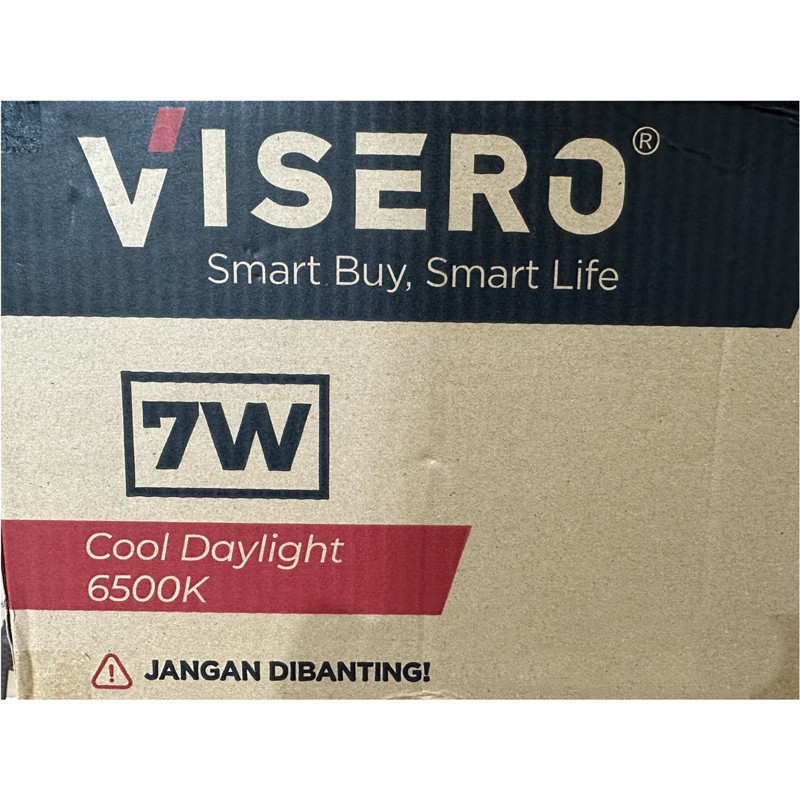 VISERO®
Smart Buy, Smart Life
7W
Cool Daylight
6500K
JANGAN DIBANTING!